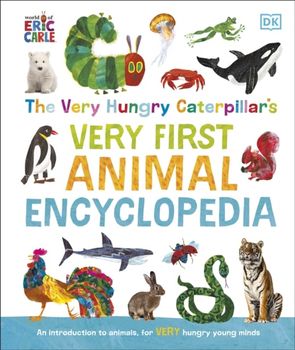 world of
ERIC
CARLE
DK
The Very Hungry Caterpillar's
VERY FIRST
ANIMAL
ENCYCLOPEDIA
An introduction to animals, for VERY hungry young minds